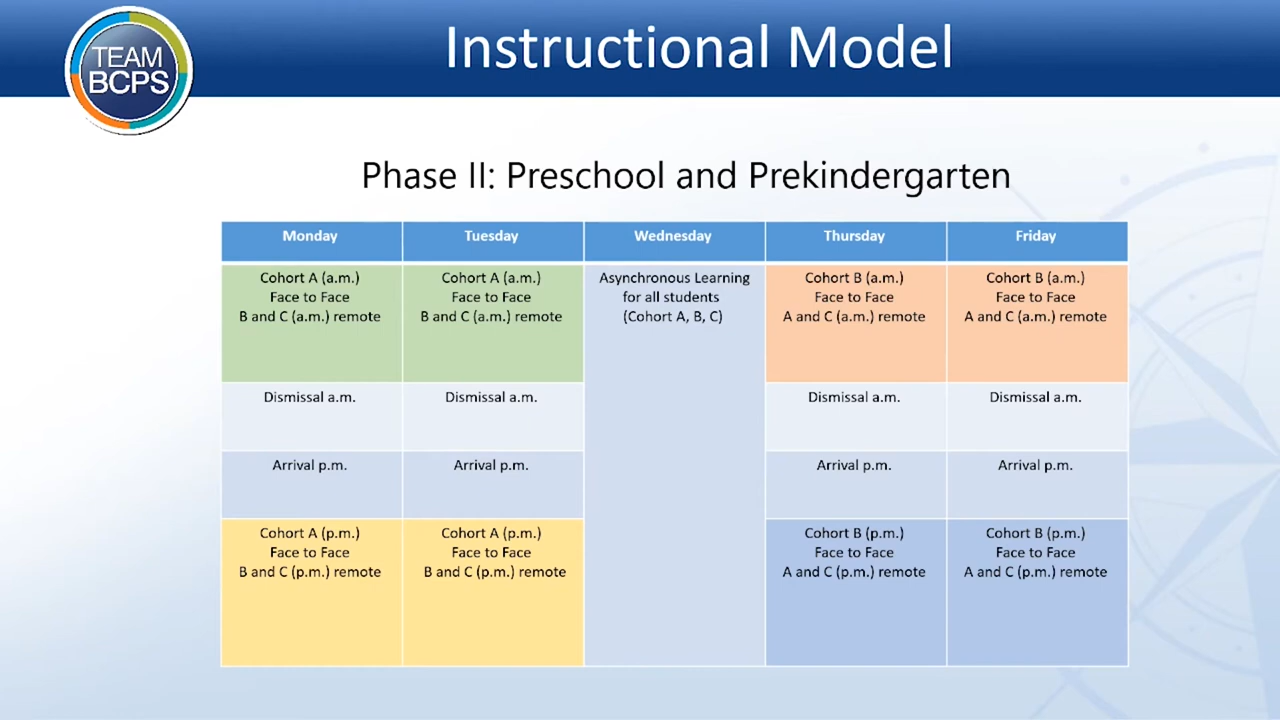 TEAM
BCPS
Instructional Model
Phase II: Preschool and Prekindergarten
Monday
Tuesday
Wednesday
Thursday
Friday
Cohort A (a.m.)
Face to Face
B and C (a.m.) remote
Cohort A (a.m.)
Face to Face
B and C (a.m.) remote
Asynchronous Learning
for all students
(Cohort A, B, C)
Cohort B (a.m.)
Face to Face
A and C (a.m.) remote
Cohort B (a.m.)
Face to Face
A and C (a.m.) remote
Dismissal a.m.
Dismissal a.m.
Dismissal a.m.
Dismissal a.m.
Arrival p.m.
Arrival p.m.
Arrival p.m.
Arrival p.m.
Cohort A (p.m.)
Face to Face
B and C (p.m.) remote
Cohort A (p.m.)
Face to Face
B and C (p.m.) remote
Cohort B (p.m.)
Face to Face
A and C (p.m.) remote
Cohort B (p.m.)
Face to Face
A and C (p.m.) remote